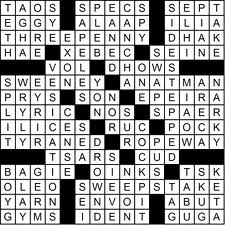 TAOS SPECS SEPT
EGGY ALAAP ILIA
THREEPENNY DHAK
HAE XEBEC SEINE
VOL DHOWS
SWEENEY ANATMAN
PRYS SON EPEIRA
LYRIC NOS SPAER
ILICES RUC POCK
TYRANED ROPEWAY
TSARS CUD
BAGIE OINKS TSK
OLEO SWEEPSTAKE
YARN ENVOI ABUT
GYMS IDENT GUGA